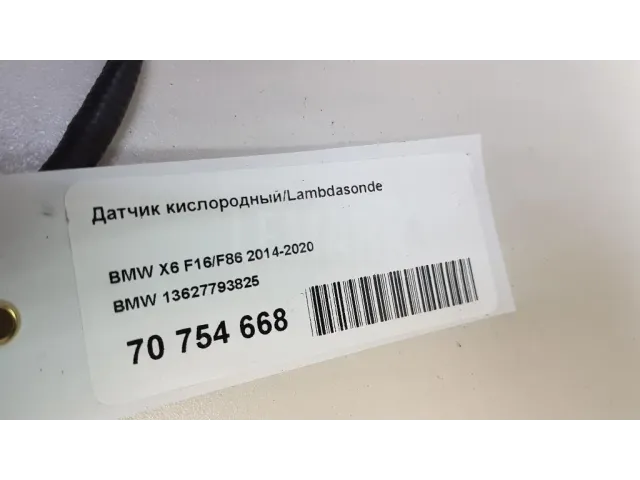 Датчик кислородный/Lambdasonde
BMW X6 F16/F86 2014-2020
BMW 13627793825
70 754 668